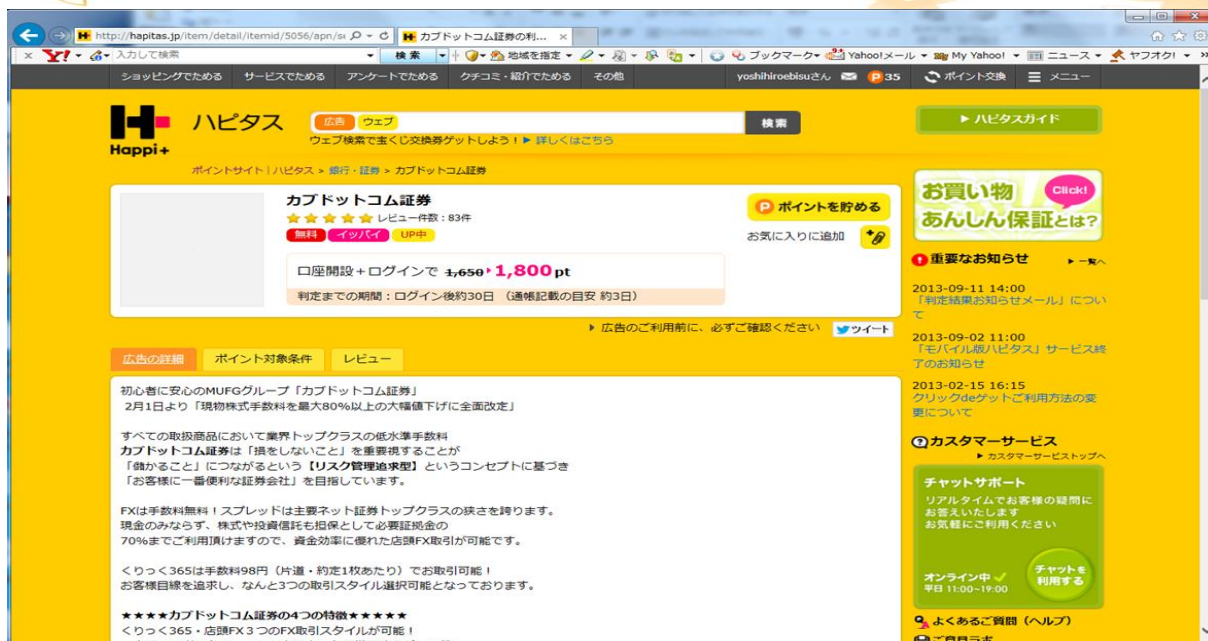 http://hapitas.jp/item/detail/itemid/5056/apn/s
カブドットコム証券の利...
入力して検索
検索
地域を指定
ブックマーク
Yahoo!メール
My Yahoo!
ニュース
ヤフオク!
ショッピングでためる サービスでためる アンケートでためる クチコミ・紹介でためる その他
yoshihiroebisuさん P35 ポイント交換 メニュー
Happi+
ハピタス
広告 ウェブ
検索
ウェブ検索で宝くじ交換券ゲットしよう!▶詳しくはこちら
▶ハピタスガイド
ポイントサイト|ハピタス > 銀行・証券 > カブドットコム証券
カブドットコム証券
★★★★★ レビュー件数:83件
無料 イッパイ UP中
Pポイントを貯める
お気に入りに追加
口座開設+ログインで 1,650▶1,800pt
判定までの期間:ログイン後約30日 (通帳記載の目安 約3日)
▶広告のご利用前に、必ずご確認ください
ツイート
広告の詳細 ポイント対象条件 レビュー
初心者に安心のMUFGグループ「カブドットコム証券」
2月1日より「現物株式手数料を最大80%以上の大幅値下げに全面改定」
すべての取扱商品において業界トップクラスの低水準手数料
カブドットコム証券は「損をしないこと」を重要視することが
「儲かること」につながるという【リスク管理追求型】というコンセプトに基づき
「お客様に一番便利な証券会社」を目指しています。
FXは手数料無料!スプレッドは主要ネット証券トップクラスの狭さを誇ります。
現金のみならず、株式や投資信託も担保として必要証拠金の
70%までご利用頂けますので、資金効率に優れた店頭FX取引が可能です。
くりっく365は手数料98円(片道・約定1枚あたり)でお取引可能!
お客様目線を追求し、なんと3つの取引スタイル選択可能となっております。
★★★★カブドットコム証券の4つの特徴★★★★★
くりっく365・店頭FX3つのFX取引スタイルが可能!
お買い物
あんしん保証とは?
Click!
重要なお知らせ
▶一覧へ
2013-09-11 14:00
「判定結果お知らせメール」について
2013-09-02 11:00
「モバイル版ハピタス」サービス終了のお知らせ
2013-02-15 16:15
クリックdeゲットご利用方法の変更について
カスタマーサービス
▶カスタマーサービストップへ
チャットサポート
リアルタイムでお客様の疑問に
お答えいたします
お気軽にご利用ください
オンライン中
平日 11:00~19:00
チャットを
利用する
よくあるご質問(ヘルプ)